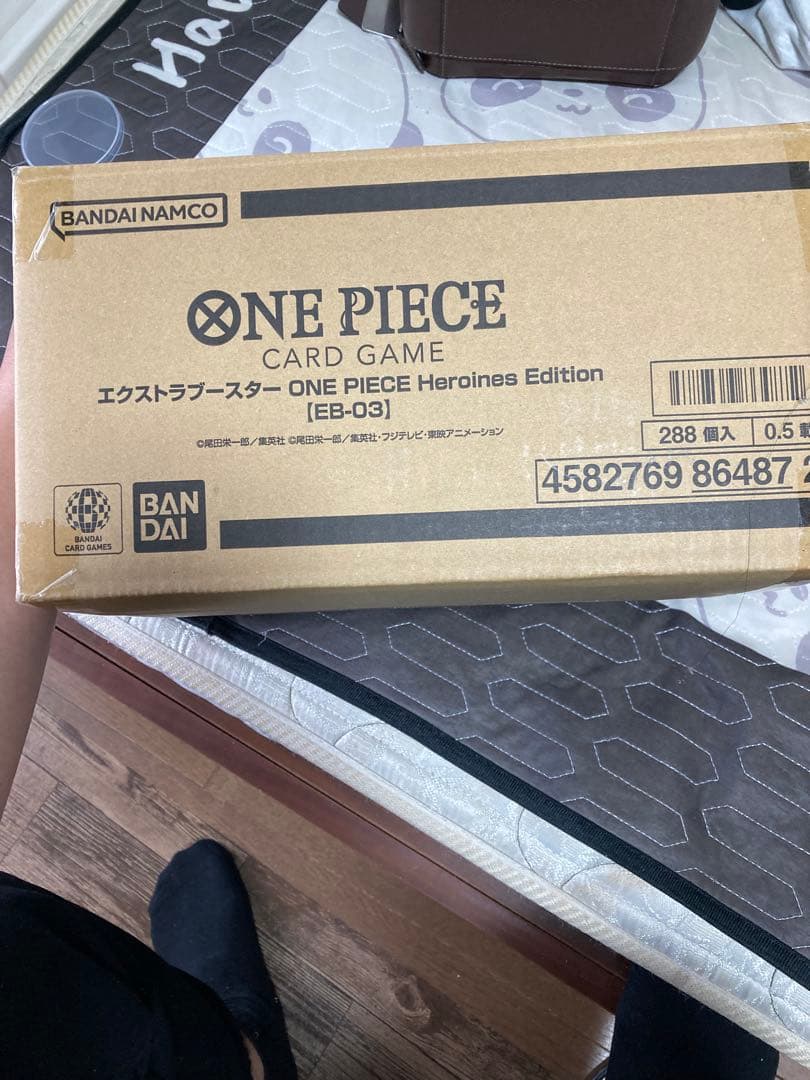 Hav
BANDAI NAMCO
ONE PIECE
CARD GAME
エクストラブースター ONE PIECE Heroines Edition
【EB-03】
©尾田栄一郎／集英社 ©尾田栄一郎／集英社・フジテレビ・東映アニメーション
288 個入
0.5 載
4582769 86487 2
BANDAI
CARD GAMES
BAN
DAI